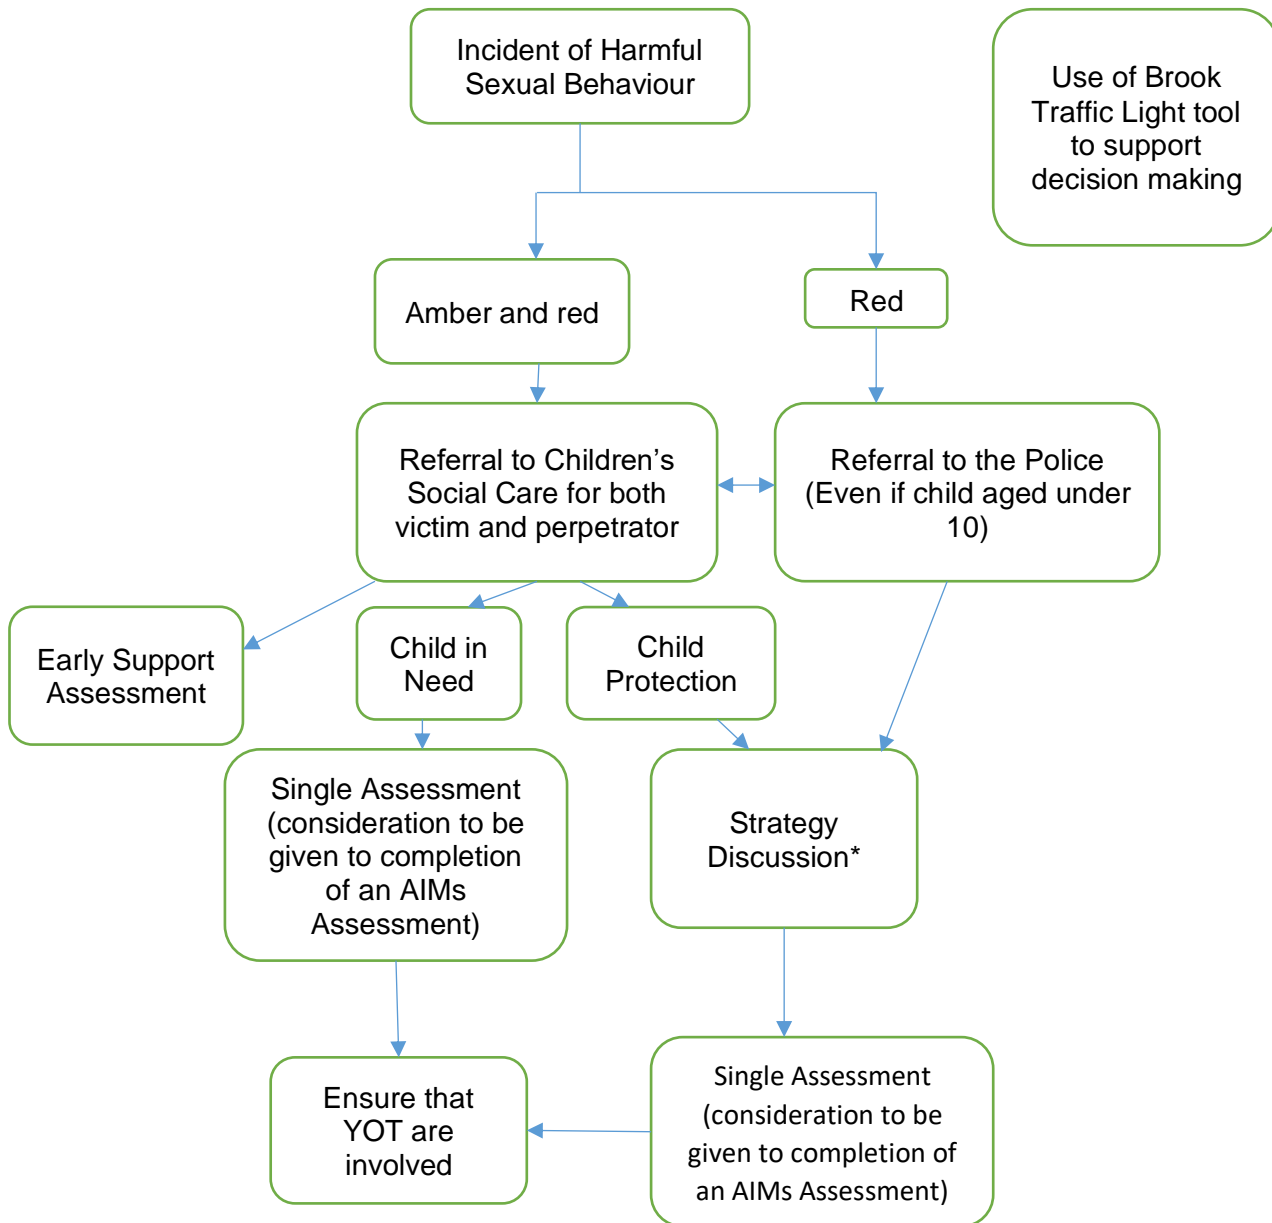 Incident of Harmful
Sexual Behaviour
Use of Brook
Traffic Light tool
to support
decision making
Amber and red
Red
Referral to Children’s
Social Care for both
victim and perpetrator
Referral to the Police
(Even if child aged under
10)
Early Support
Assessment
Child in
Need
Child
Protection
Single Assessment
(consideration to be
given to completion
of an AIMs
Assessment)
Strategy
Discussion*
Ensure that
YOT are
involved
Single Assessment
(consideration to be
given to completion of
an AIMs Assessment)